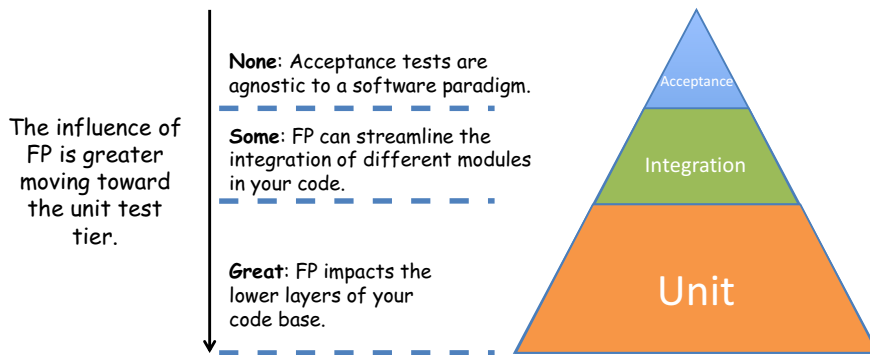 The influence of
FP is greater
moving toward
the unit test
tier.
None: Acceptance tests are
agnostic to a software paradigm.
Some: FP can streamline the
integration of different modules
in your code.
Great: FP impacts the
lower layers of your
code base.
Acceptance
Integration
Unit